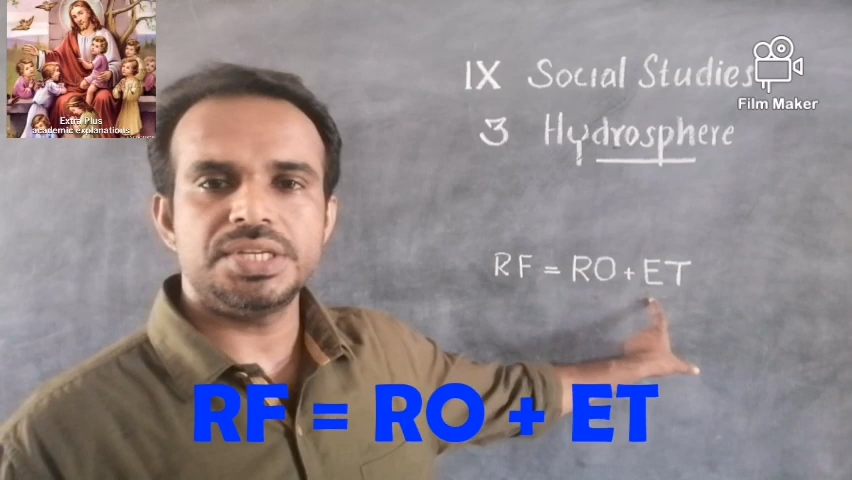 Extra Plus
academic explanations
IX Social Studies
Film Maker
3 Hydrosphere
RF = RO + ET
RF = RO + ET